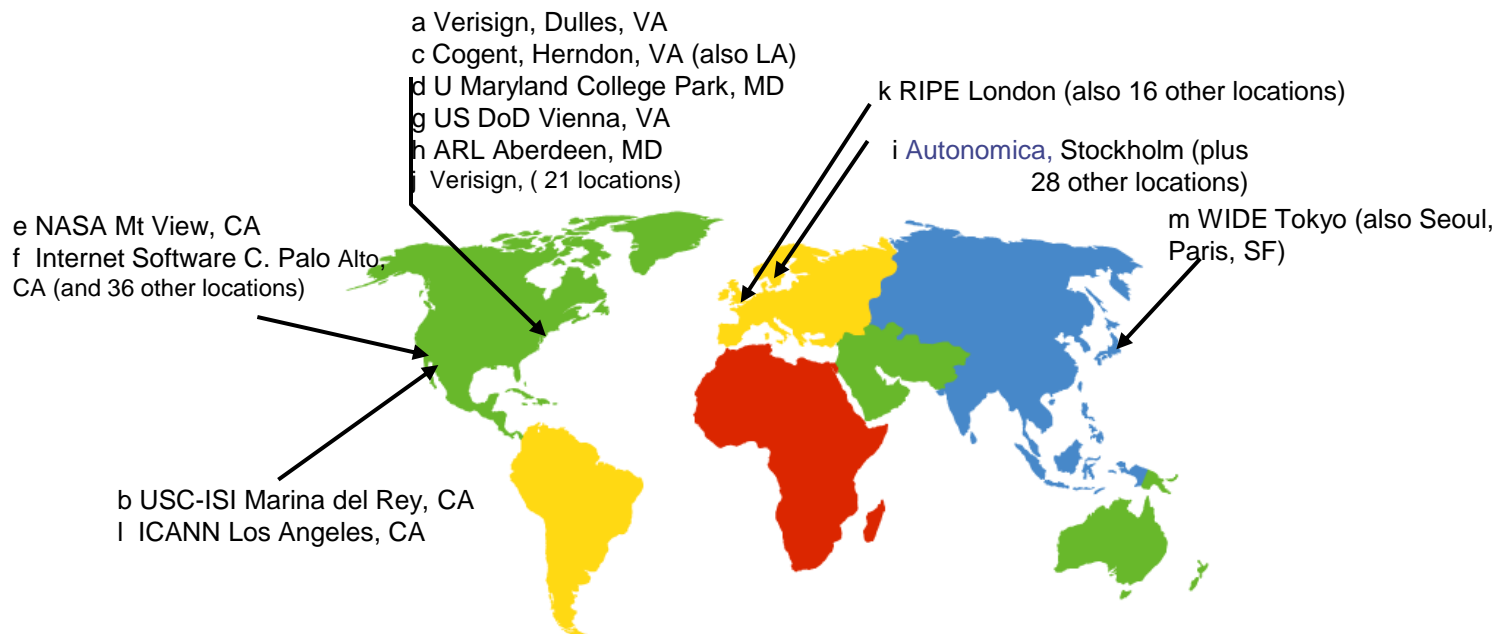 a Verisign, Dulles, VA
c Cogent, Herndon, VA (also LA)
d U Maryland College Park, MD
g US DoD Vienna, VA
h ARL Aberdeen, MD
j Verisign, ( 21 locations)
k RIPE London (also 16 other locations)
i Autonomica, Stockholm (plus
28 other locations)
m WIDE Tokyo (also Seoul,
Paris, SF)
e NASA Mt View, CA
f Internet Software C. Palo Alto,
CA (and 36 other locations)
b USC-ISI Marina del Rey, CA
l ICANN Los Angeles, CA